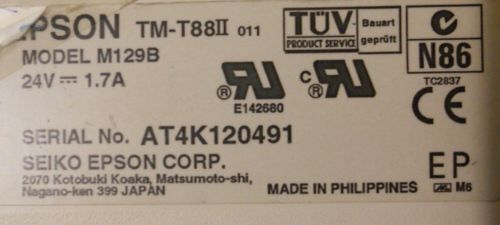 EPSON TM-T88II 011
MODEL M129B
24V 1.7A
TÜV
PRODUCT SERVICE
Bauart
geprüft
N86
TC2837
E142680
SERIAL No. AT4K120491
SEIKO EPSON CORP.
2070 Kotobuki Koaka, Matsumoto-shi,
Nagano-ken 399 JAPAN
MADE IN PHILIPPINES
EP
M6